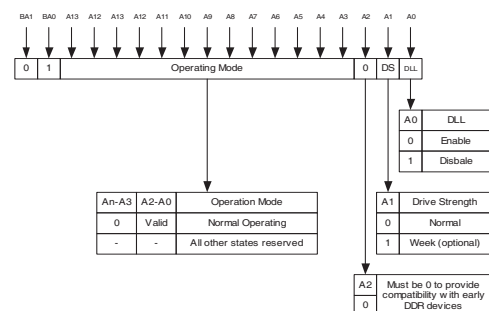 BA1 BA0 A13 A12 A13 A12 A11 A10 A9 A8 A7 A6 A5 A4 A3 A2 A1 A0
0 1 Operating Mode 0 DS DLL
A0 DLL
0 Enable
1 Disbale
An-A3 A2-A0 Operation Mode
0 Valid Normal Operating
- - All other states reserved
A1 Drive Strength
0 Normal
1 Week (optional)
A2 Must be 0 to provide
compatibility with early
0 DDR devices